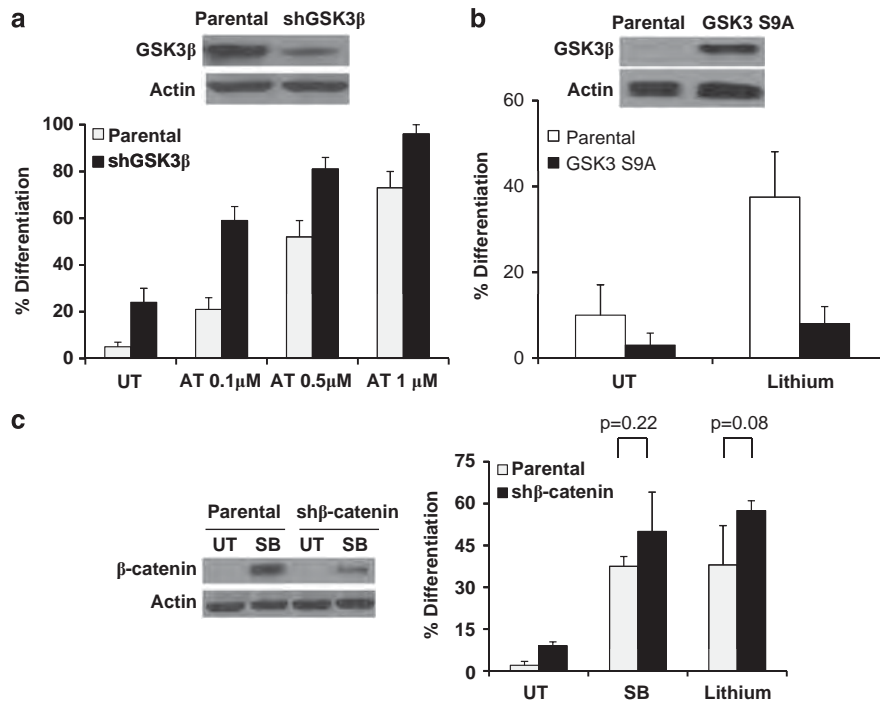 a
Parental shGSK3β
GSK3β
Actin
100
80
60
40
20
0
% Differentiation
Parental
shGSK3β
UT AT 0.1μM AT 0.5μM AT 1 μM
b
Parental GSK3 S9A
GSK3β
Actin
60
40
20
0
% Differentiation
Parental
GSK3 S9A
UT Lithium
c
Parental shβ-catenin
UT SB UT SB
β-catenin
Actin
p=0.22 p=0.08
75
60
45
30
15
0
% Differentiation
Parental
shβ-catenin
UT SB Lithium